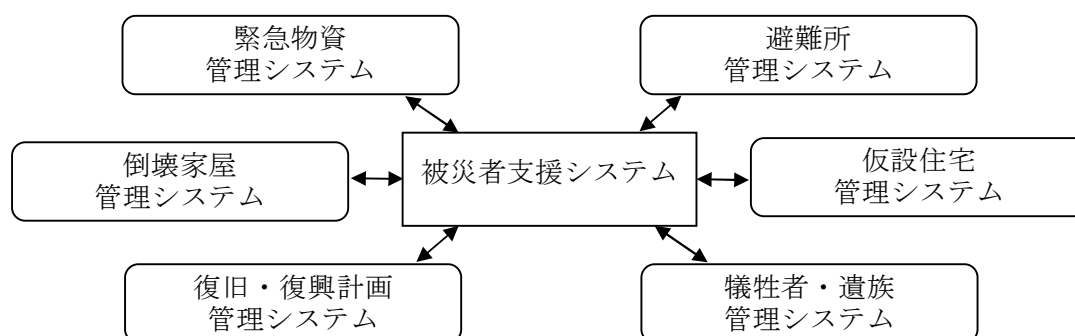 緊急物資
管理システム
避難所
管理システム
倒壊家屋
管理システム
被災者支援システム
仮設住宅
管理システム
復旧・復興計画
管理システム
犠牲者・遺族
管理システム